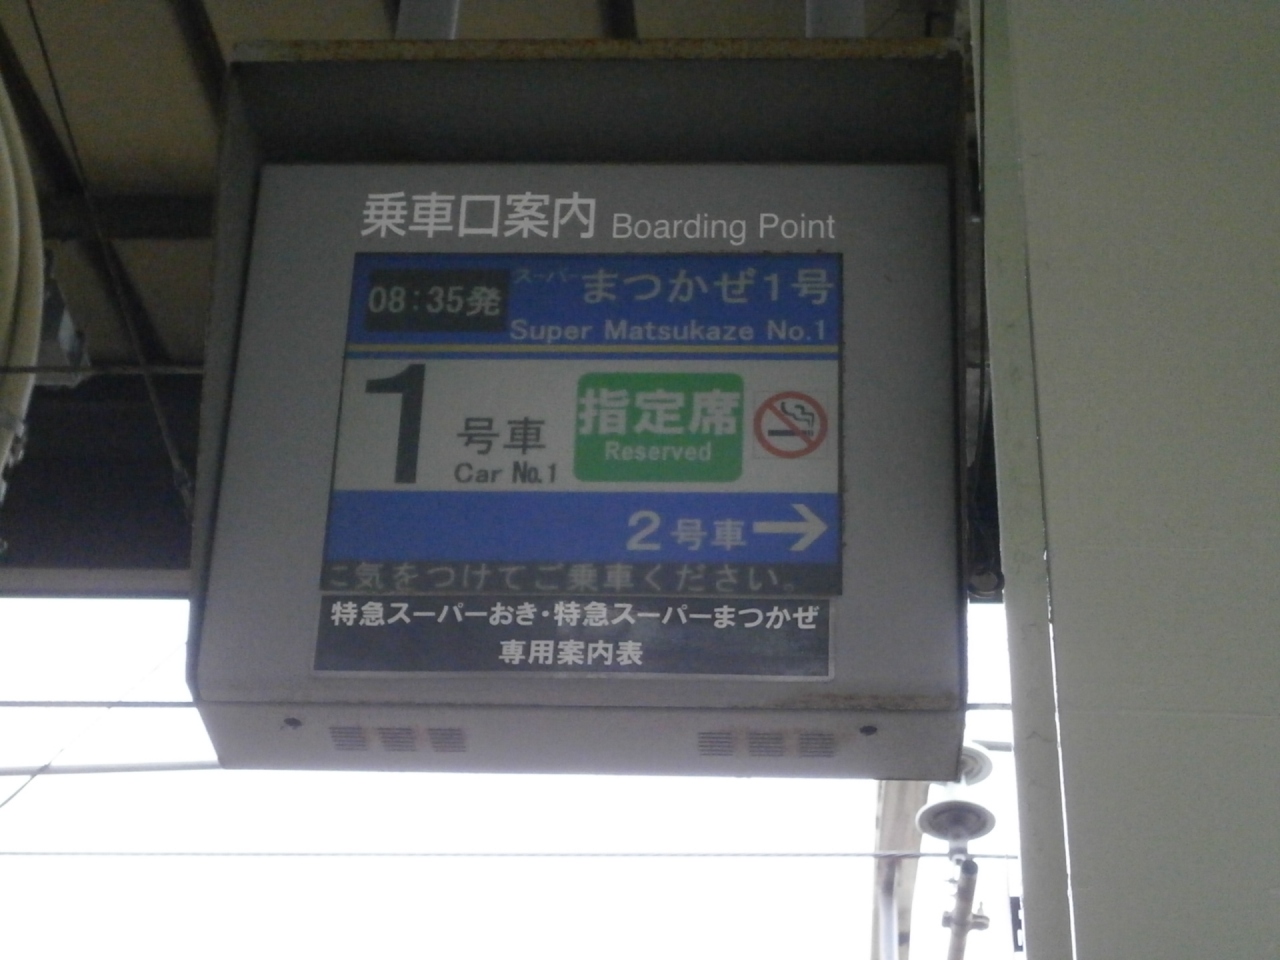 乗車口案内 Boarding Point
08:35発 スーパーまつかぜ1号
Super Matsukaze No.1
1号車 指定席
Car No.1 Reserved
2号車→
気をつけてご乗車ください。
特急スーパーおき・特急スーパーまつかぜ
専用案内表